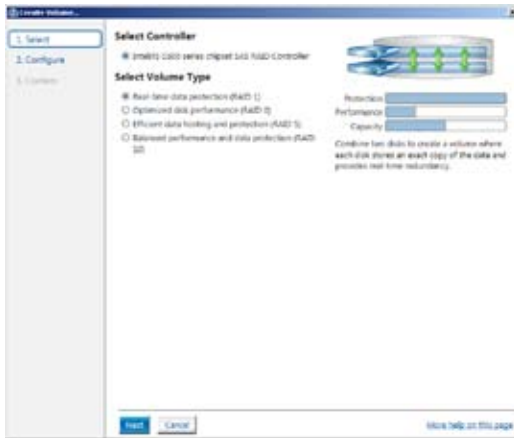 Create Volume...
1. Select
2. Configure
3. Confirm
Select Controller
Intel(R) C600 series chipset SAS RAID Controller
Select Volume Type
Real-time data protection (RAID 1)
Optimized disk performance (RAID 0)
Efficient data hosting and protection (RAID 5)
Balanced performance and data protection (RAID
10)
Protection
Performance
Capacity
Combine two disks to create a volume where
each disk stores an exact copy of the data and
provides real-time redundancy.
Next
Cancel
More help on this page